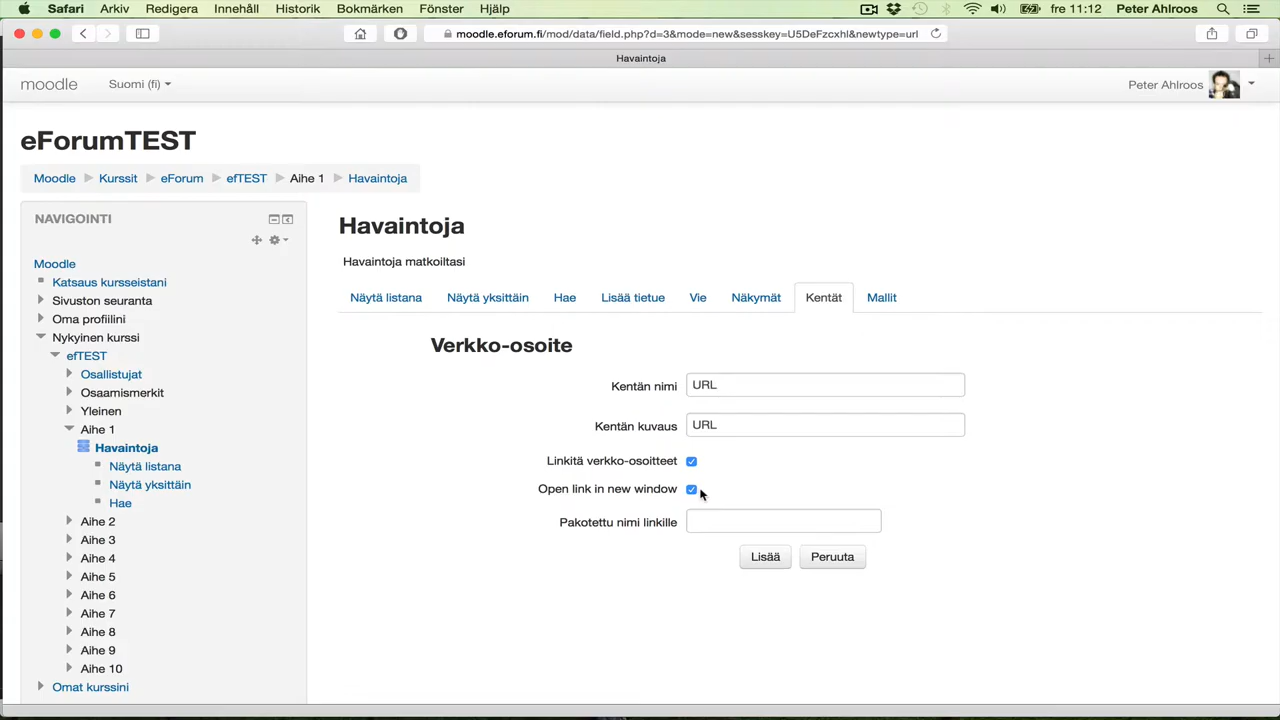 Safari Arkiv Redigera Innehåll Historik Bokmärken Fönster Hjälp fre 11:12 Peter Ahlroos
moodle.eforum.fi/mod/data/field.php?d=3&mode=new&sesskey=U5DeFzcxhI&newtype=url
Havaintoja
moodle Suomi (fi) Peter Ahlroos
eForumTEST
Moodle Kurssit eForum efTEST Aihe 1 Havaintoja
NAVIGOINTI
Moodle
Katsaus kursseistani
Sivuston seuranta
Oma profiilini
Nykyinen kurssi
efTEST
Osallistujat
Osaamismerkit
Yleinen
Aihe 1
Havaintoja
Näytä listana
Näytä yksittäin
Hae
Aihe 2
Aihe 3
Aihe 4
Aihe 5
Aihe 6
Aihe 7
Aihe 8
Aihe 9
Aihe 10
Omat kurssini
Havaintoja
Havaintoja matkoiltasi
Näytä listana Näytä yksittäin Hae Lisää tietue Vie Näkymät Kentät Mallit
Verkko-osoite
Kentän nimi URL
Kentän kuvaus URL
Linkitä verkko-osoitteet
Open link in new window
Pakotettu nimi linkille
Lisää Peruuta